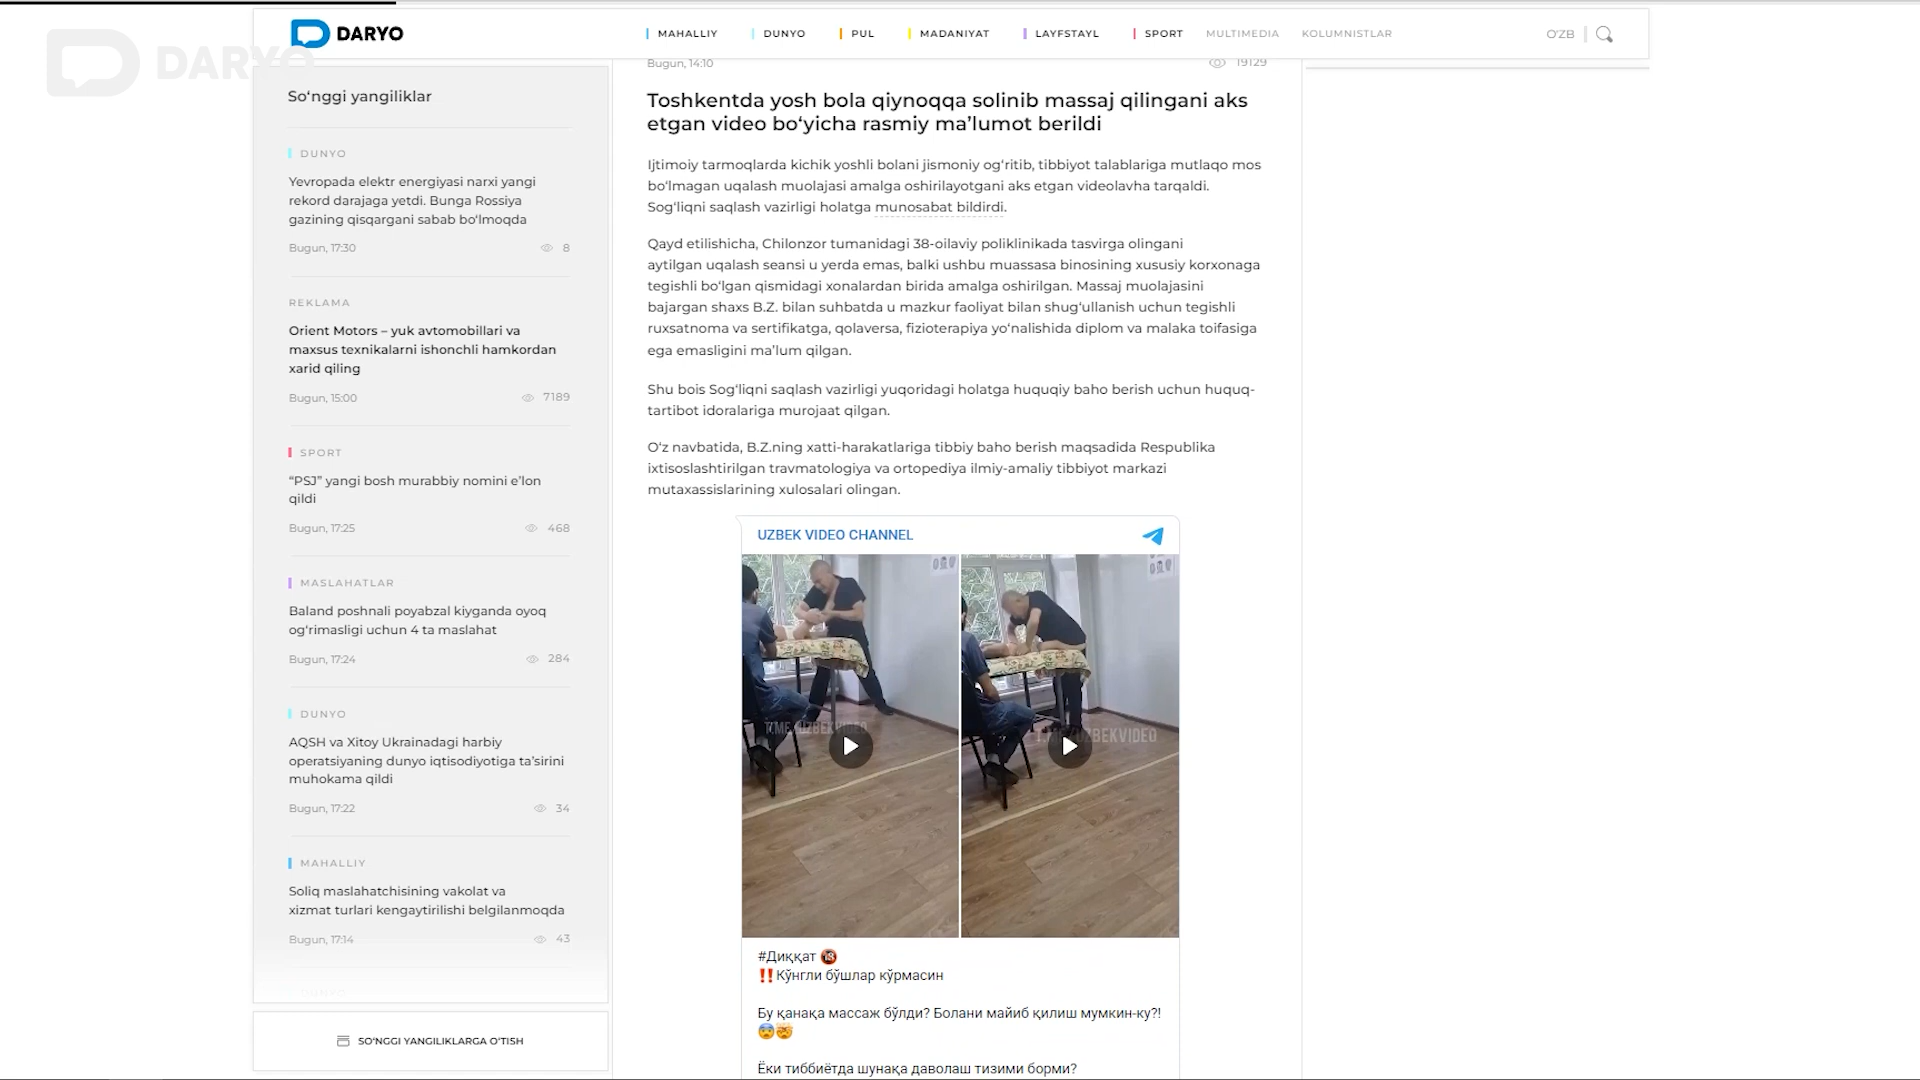 DARYO
DARYO
MAHALLIY
DUNYO
PUL
MADANIYAT
LAYFSTAYL
SPORT
MULTIMEDIA
KOLUMNISTLAR
O'ZB
So‘nggi yangiliklar
DUNYO
Yevropada elektr energiyasi narxi yangi
rekord darajaga yetdi. Bunga Rossiya
gazining qisqargani sabab bo‘lmoqda
Bugun, 17:30
8
REKLAMA
Orient Motors – yuk avtomobillari va
maxsus texnikalarni ishonchli hamkordan
xarid qiling
Bugun, 15:00
7189
SPORT
“PSJ” yangi bosh murabbiy nomini e’lon
qildi
Bugun, 17:25
468
MASLAHATLAR
Baland poshnali poyabzal kiyganda oyoq
og‘rimasligi uchun 4 ta maslahat
Bugun, 17:24
284
DUNYO
AQSH va Xitoy Ukrainadagi harbiy
operatsiyaning dunyo iqtisodiyotiga ta’sirini
muhokama qildi
Bugun, 17:22
34
MAHALLIY
Soliq maslahatchisining vakolat va
xizmat turlari kengaytirilishi belgilanmoqda
Bugun, 17:14
43
DUNYO
SO‘NGGI YANGILIKLARGA O‘TISH
Bugun, 14:10
19129
Toshkentda yosh bola qiynoqqa solinib massaj qilingani aks
etgan video bo‘yicha rasmiy ma’lumot berildi
Ijtimoiy tarmoqlarda kichik yoshli bolani jismoniy og‘ritib, tibbiyot talablariga mutlaqo mos
bo‘lmagan uqalash muolajasi amalga oshirilayotgani aks etgan videolavha tarqaldi.
Sog‘liqni saqlash vazirligi holatga munosabat bildirdi.
Qayd etilishicha, Chilonzor tumanidagi 38-oilaviy poliklinikada tasvirga olingani
aytilgan uqalash seansi u yerda emas, balki ushbu muassasa binosining xususiy korxonaga
tegishli bo‘lgan qismidagi xonalardan birida amalga oshirilgan. Massaj muolajasini
bajargan shaxs B.Z. bilan suhbatda u mazkur faoliyat bilan shug‘ullanish uchun tegishli
ruxsatnoma va sertifikatga, qolaversa, fizioterapiya yo‘nalishida diplom va malaka toifasiga
ega emasligini ma’lum qilgan.
Shu bois Sog‘liqni saqlash vazirligi yuqoridagi holatga huquqiy baho berish uchun huquq-
tartibot idoralariga murojaat qilgan.
O‘z navbatida, B.Z.ning xatti-harakatlariga tibbiy baho berish maqsadida Respublika
ixtisoslashtirilgan travmatologiya va ortopediya ilmiy-amaliy tibbiyot markazi
mutaxassislarining xulosalari olingan.
UZBEK VIDEO CHANNEL
T.ME/UZBEKVIDEO
T.ME/UZBEKVIDEO
#Диққат 🔞
‼️Кўнгли бўшлар кўрмасин
Бу қанақа массаж бўлди? Болани майиб қилиш мумкин-ку?!
😨🤯
Ёки тиббиётда шунақа даволаш тизими борми?